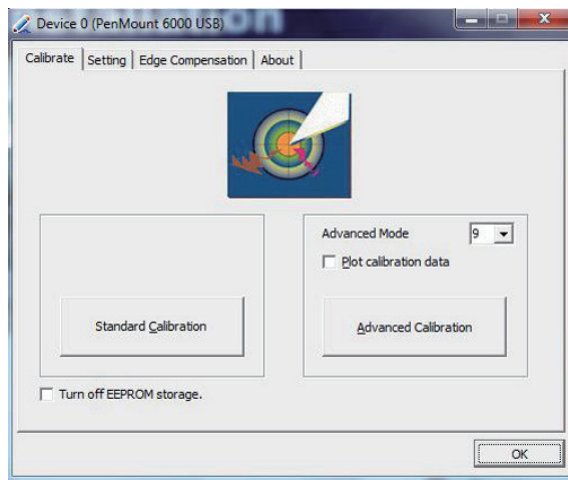 Device 0 (PenMount 6000 USB)
Calibrate Setting Edge Compensation About
Advanced Mode 9
Plot calibration data
Standard Calibration Advanced Calibration
Turn off EEPROM storage.
OK